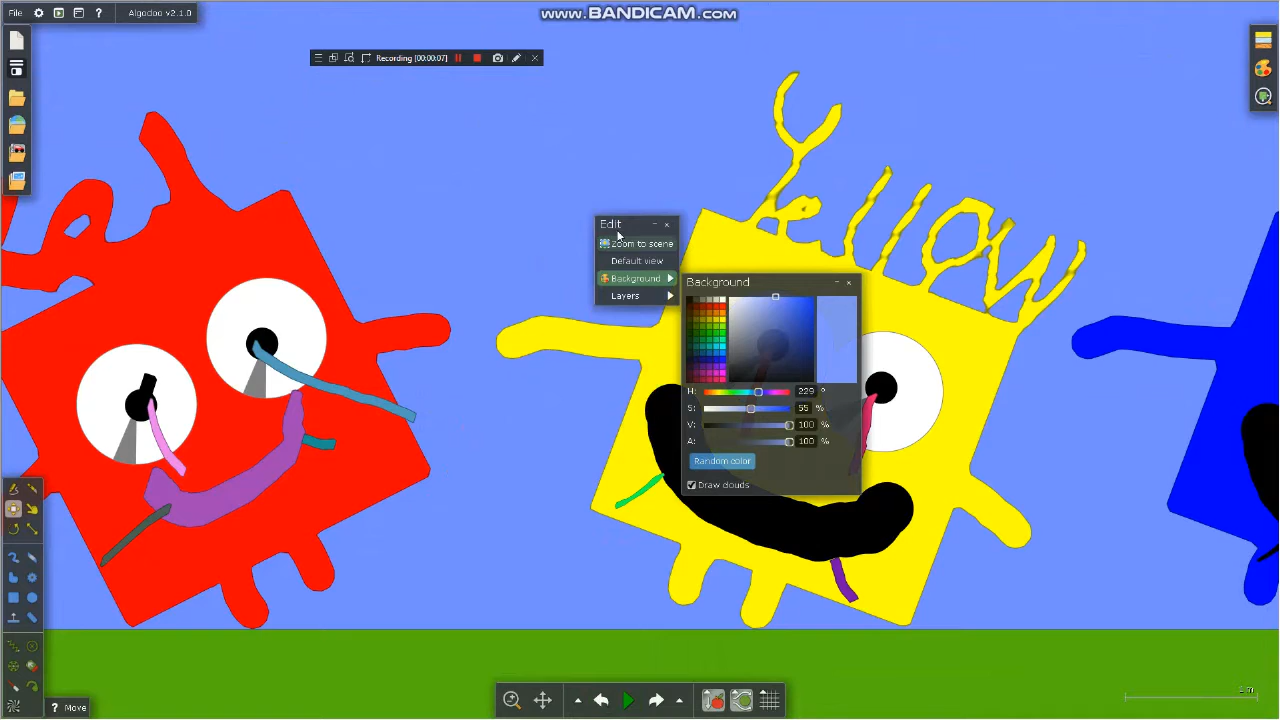 File ? Algodoo v2.1.0
www.BANDICAM.com
Recording [00:00:07]
Yellow
Edit
Zoom to scene
Default view
Background
Layers
Background
H: 229 °
S: 55 %
V: 100 %
A: 100 %
Random color
Draw clouds
? Move
1 m